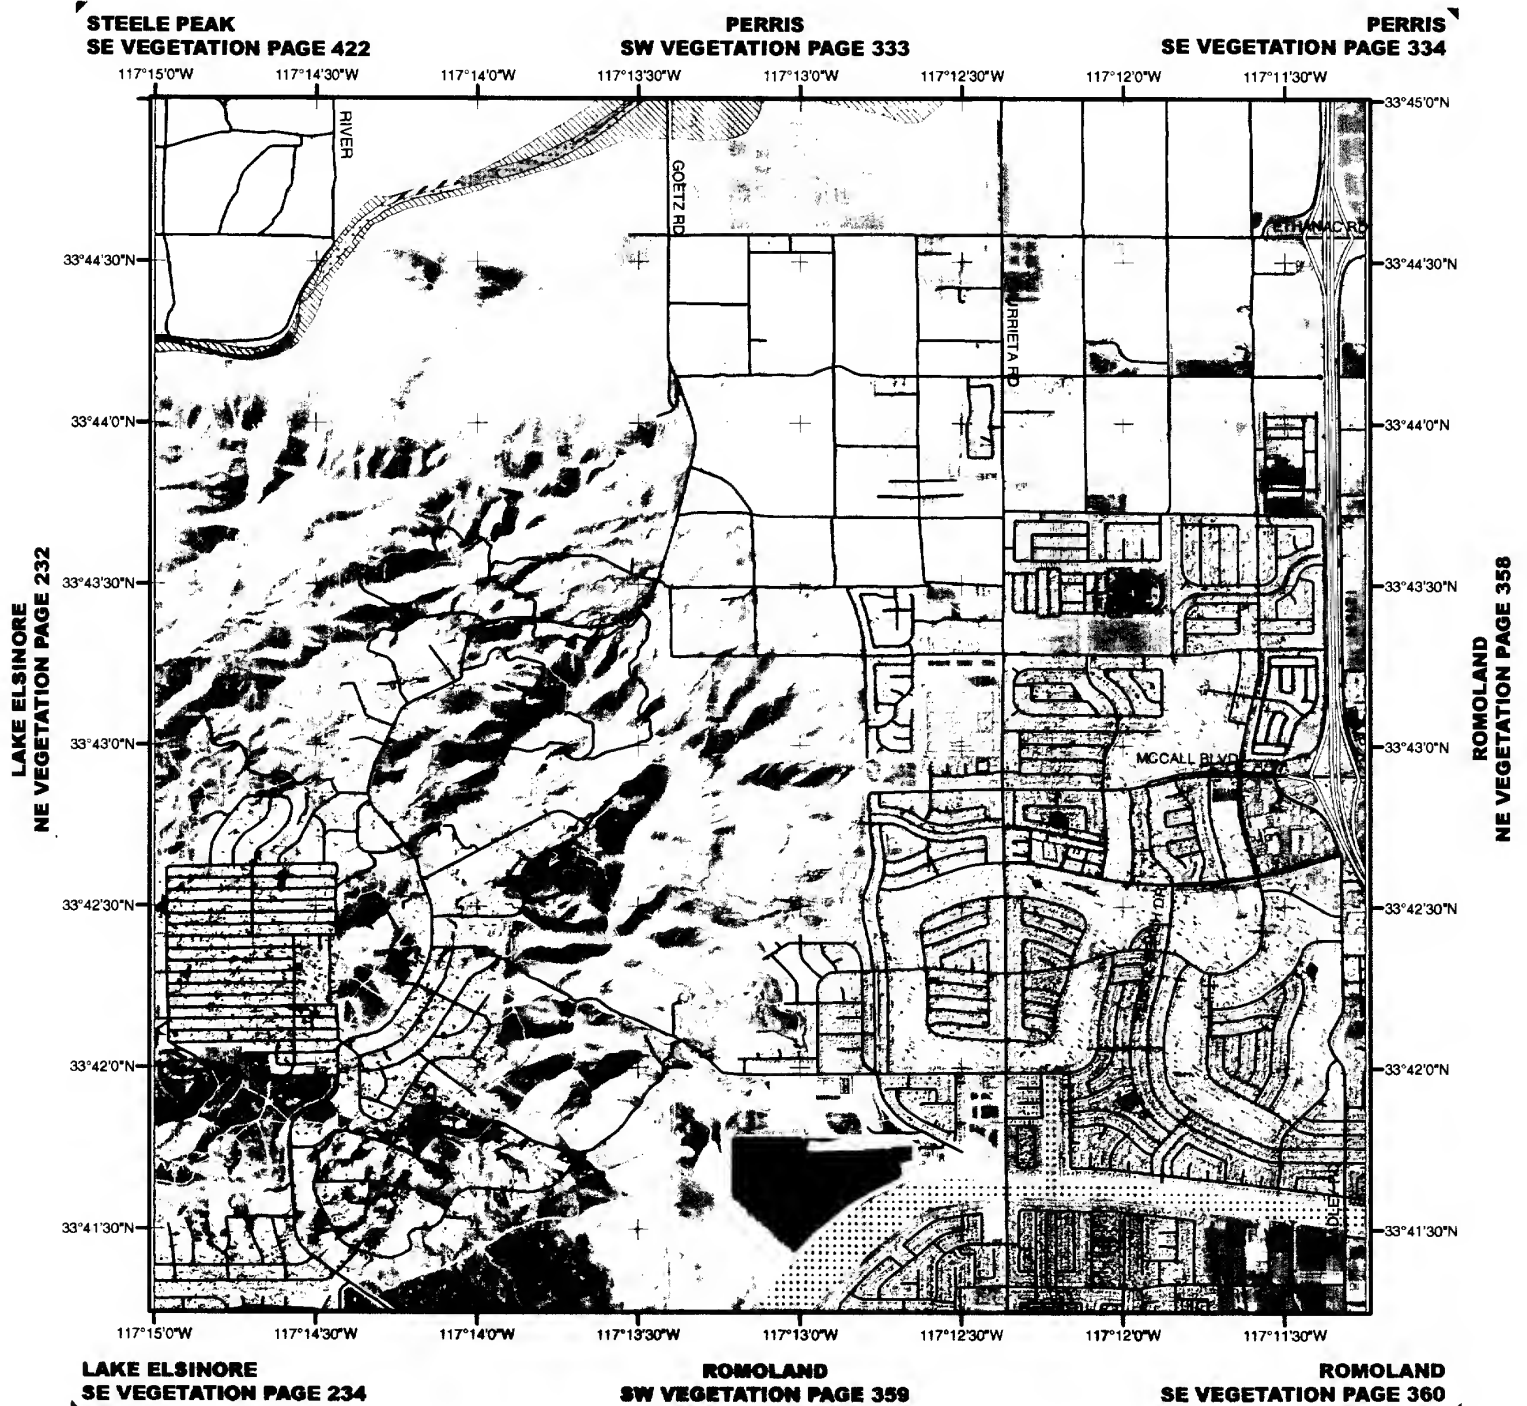 STEELE PEAK
SE VEGETATION PAGE 422
PERRIS
SW VEGETATION PAGE 333
PERRIS
SE VEGETATION PAGE 334
117°15'0"W 117°14'30"W 117°14'0"W 117°13'30"W 117°13'0"W 117°12'30"W 117°12'0"W 117°11'30"W
33°45'0"N
RIVER
GOETZ RD
ETHANAC RD
33°44'30"N
33°44'30"N
URRIETA RD
33°44'0"N
33°44'0"N
33°43'30"N
33°43'30"N
LAKE ELSINORE
NE VEGETATION PAGE 232
ROMOLAND
NE VEGETATION PAGE 358
33°43'0"N
33°43'0"N
MCCALL BLVD
33°42'30"N
33°42'30"N
DR
33°42'0"N
33°42'0"N
33°41'30"N
33°41'30"N
117°15'0"W 117°14'30"W 117°14'0"W 117°13'30"W 117°13'0"W 117°12'30"W 117°12'0"W 117°11'30"W
LAKE ELSINORE
SE VEGETATION PAGE 234
ROMOLAND
SW VEGETATION PAGE 359
ROMOLAND
SE VEGETATION PAGE 360